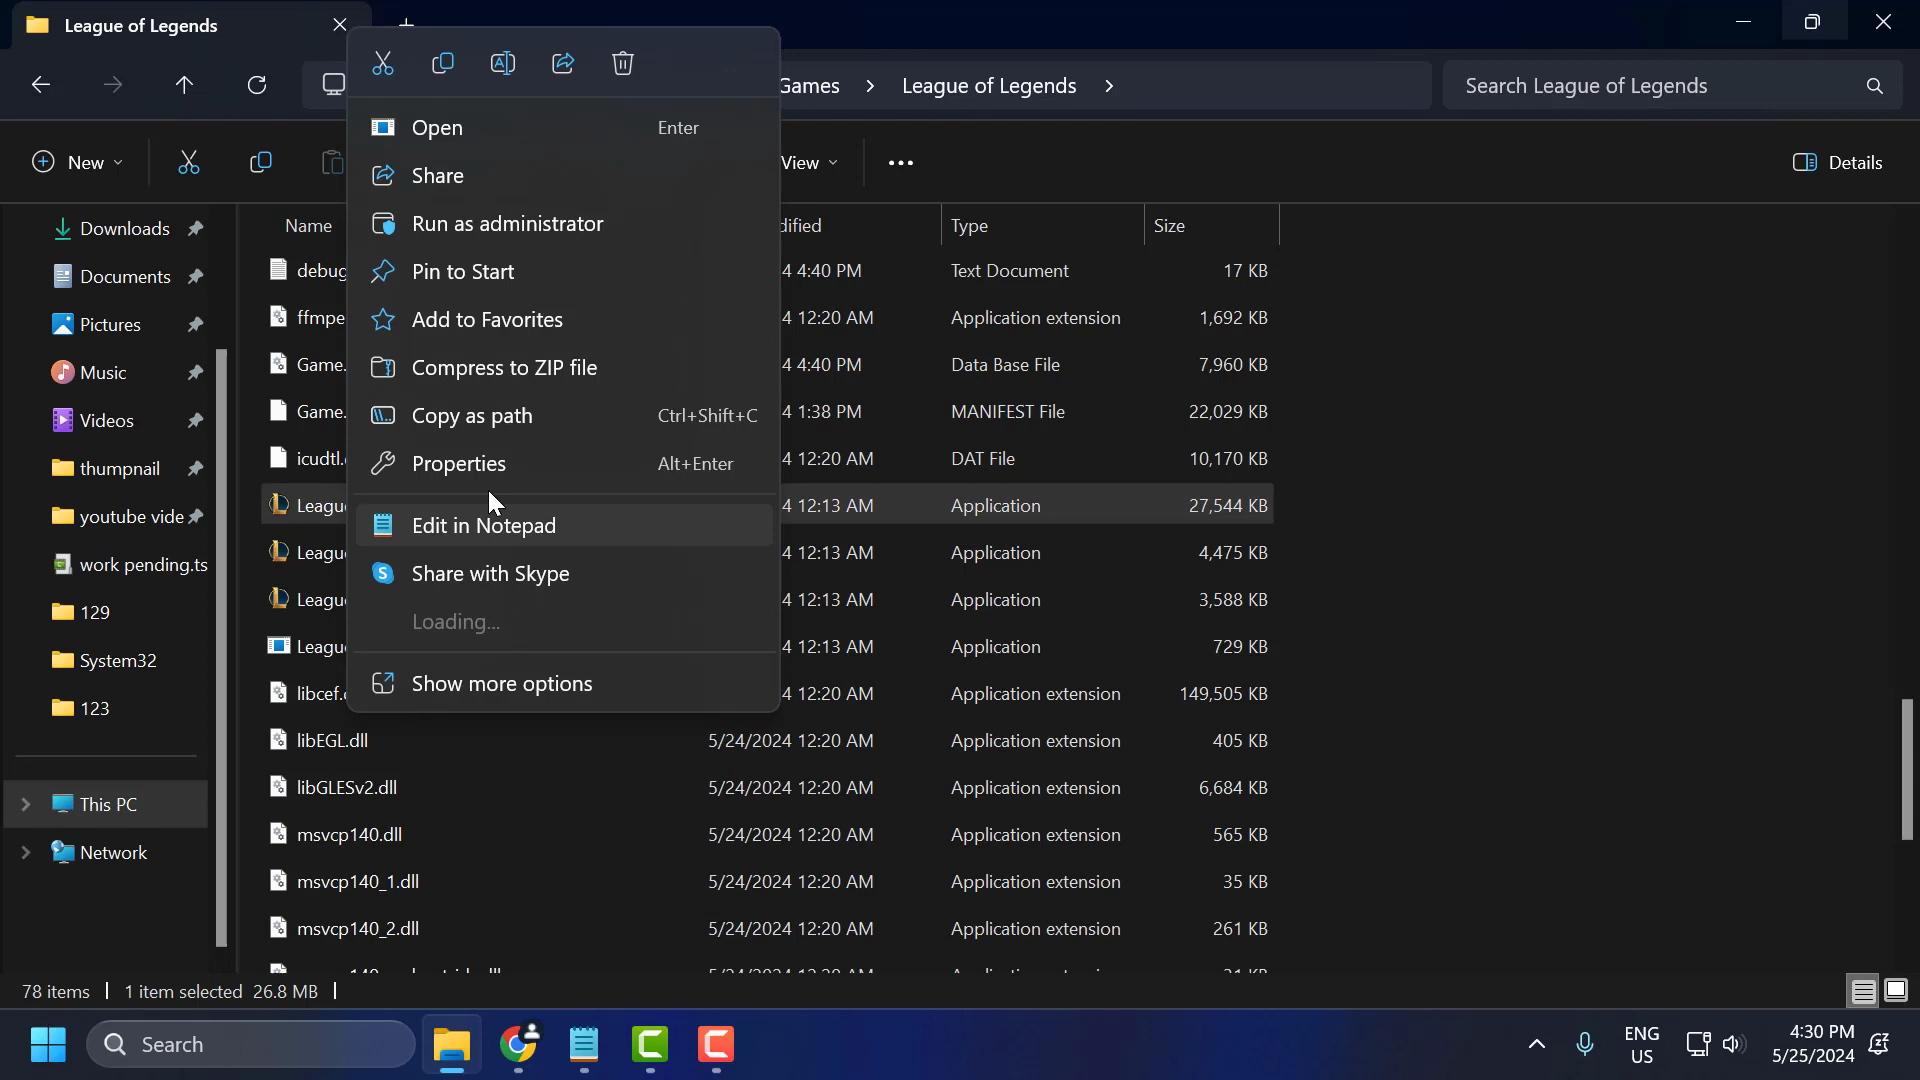 League of Legends
Games > League of Legends >
Search League of Legends
New
View
Details
Open Enter
Share
Run as administrator
Pin to Start
Add to Favorites
Compress to ZIP file
Copy as path Ctrl+Shift+C
Properties Alt+Enter
Edit in Notepad
Share with Skype
Loading...
Show more options
Downloads
Documents
Pictures
Music
Videos
thumpnail
youtube vide
work pending.ts
129
System32
123
This PC
Network
Name dified Type Size
debug 4 4:40 PM Text Document 17 KB
ffmpe 4 12:20 AM Application extension 1,692 KB
Game. 4 4:40 PM Data Base File 7,960 KB
Game. 4 1:38 PM MANIFEST File 22,029 KB
icudtl. 4 12:20 AM DAT File 10,170 KB
Leagu 4 12:13 AM Application 27,544 KB
Leagu 4 12:13 AM Application 4,475 KB
Leagu 4 12:13 AM Application 3,588 KB
Leagu 4 12:13 AM Application 729 KB
libcef. 4 12:20 AM Application extension 149,505 KB
libEGL.dll 5/24/2024 12:20 AM Application extension 405 KB
libGLESv2.dll 5/24/2024 12:20 AM Application extension 6,684 KB
msvcp140.dll 5/24/2024 12:20 AM Application extension 565 KB
msvcp140_1.dll 5/24/2024 12:20 AM Application extension 35 KB
msvcp140_2.dll 5/24/2024 12:20 AM Application extension 261 KB
78 items | 1 item selected 26.8 MB |
Search
ENG
US
4:30 PM
5/25/2024